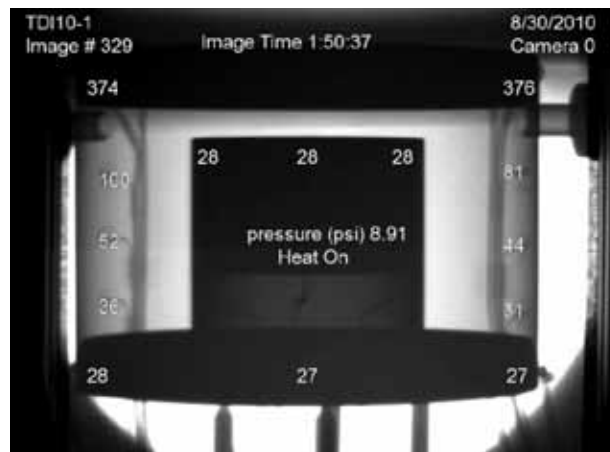 TDI10-1
8/30/2010
Image # 329
Image Time 1:50:37
Camera 0
374
376
28 28 28
100
81
pressure (psi) 8.91
52
44
Heat On
36
31
28 27 27